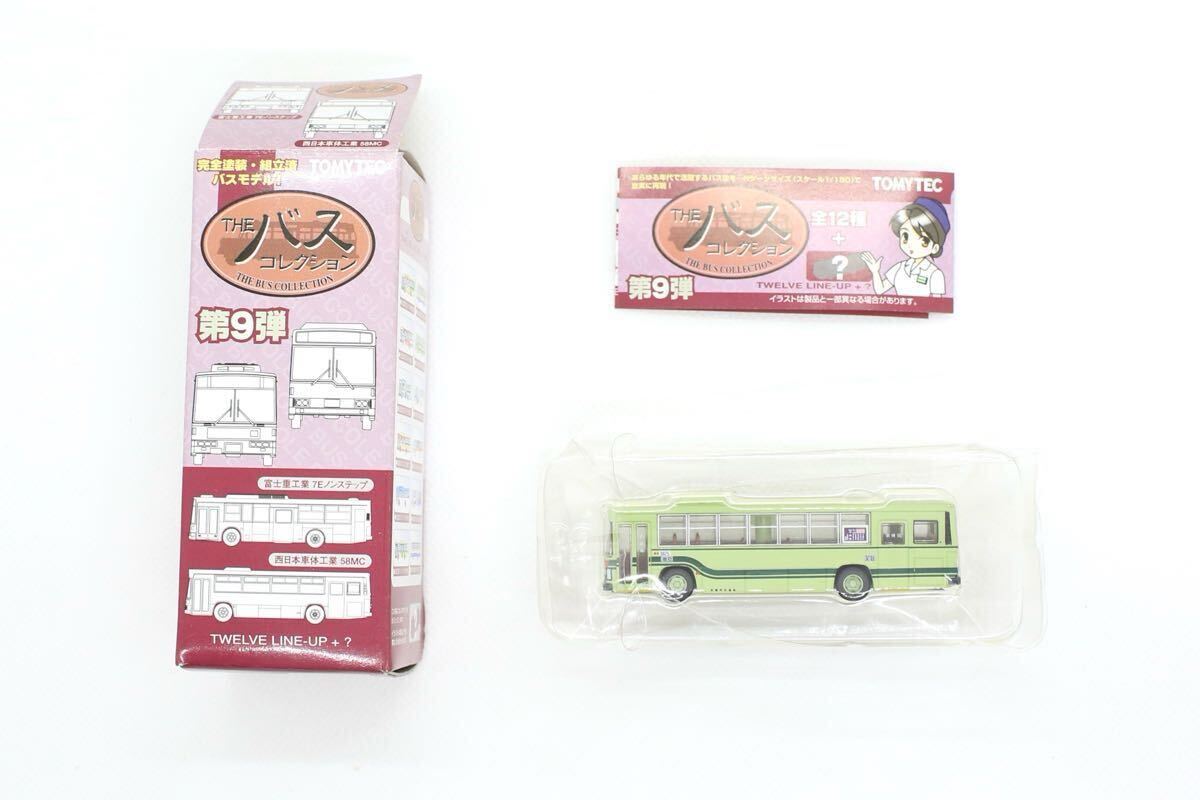 西日本車体工業 58MC
完全塗装・組立済
バスモデル!
TOMYTEC
THE バス
コレクション
THE BUS COLLECTION
第9弾
富士重工業 7Eノンステップ
西日本車体工業 58MC
TWELVE LINE-UP + ?
TOMYTEC
THE バス
コレクション
THE BUS COLLECTION
第9弾
全12種
+
?
TWELVE LINE-UP + ?
イラストは製品と一部異なる場合があります。